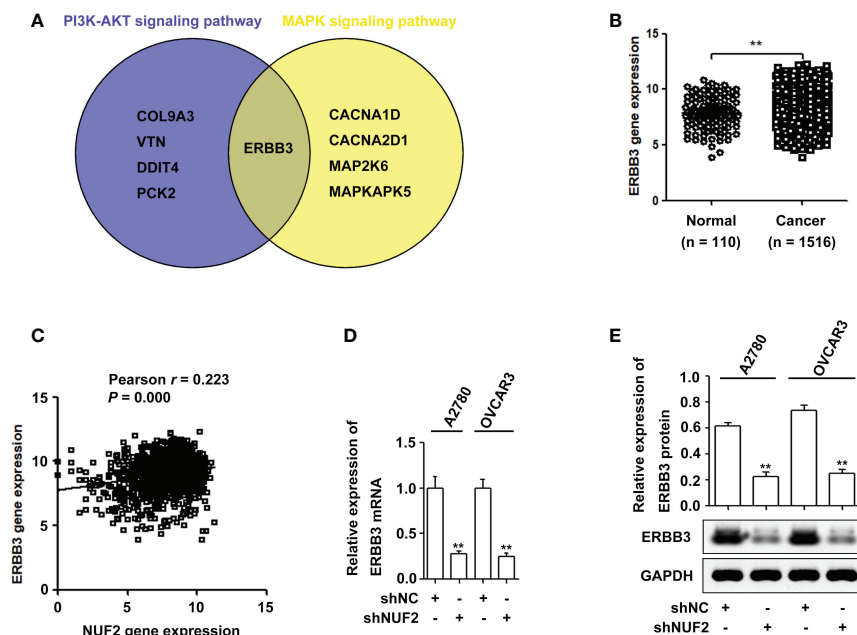 A
PI3K-AKT signaling pathway
MAPK signaling pathway
COL9A3
VTN
DDIT4
PCK2
ERBB3
CACNA1D
CACNA2D1
MAP2K6
MAPKAPK5
B
ERBB3 gene expression
15
10
5
0
**
Normal
(n = 110)
Cancer
(n = 1516)
C
Pearson r = 0.223
P = 0.000
ERBB3 gene expression
15
10
5
0
0
5
10
15
NUF2 gene expression
D
A2780
OVCAR3
Relative expression of
ERBB3 mRNA
1.5
1.0
0.5
0.0
**
**
shNC + - + -
shNUF2 - + - +
E
A2780
OVCAR3
Relative expression of
ERBB3 protein
1.0
0.8
0.6
0.4
0.2
0.0
**
**
ERBB3
GAPDH
shNC + - + -
shNUF2 - + - +